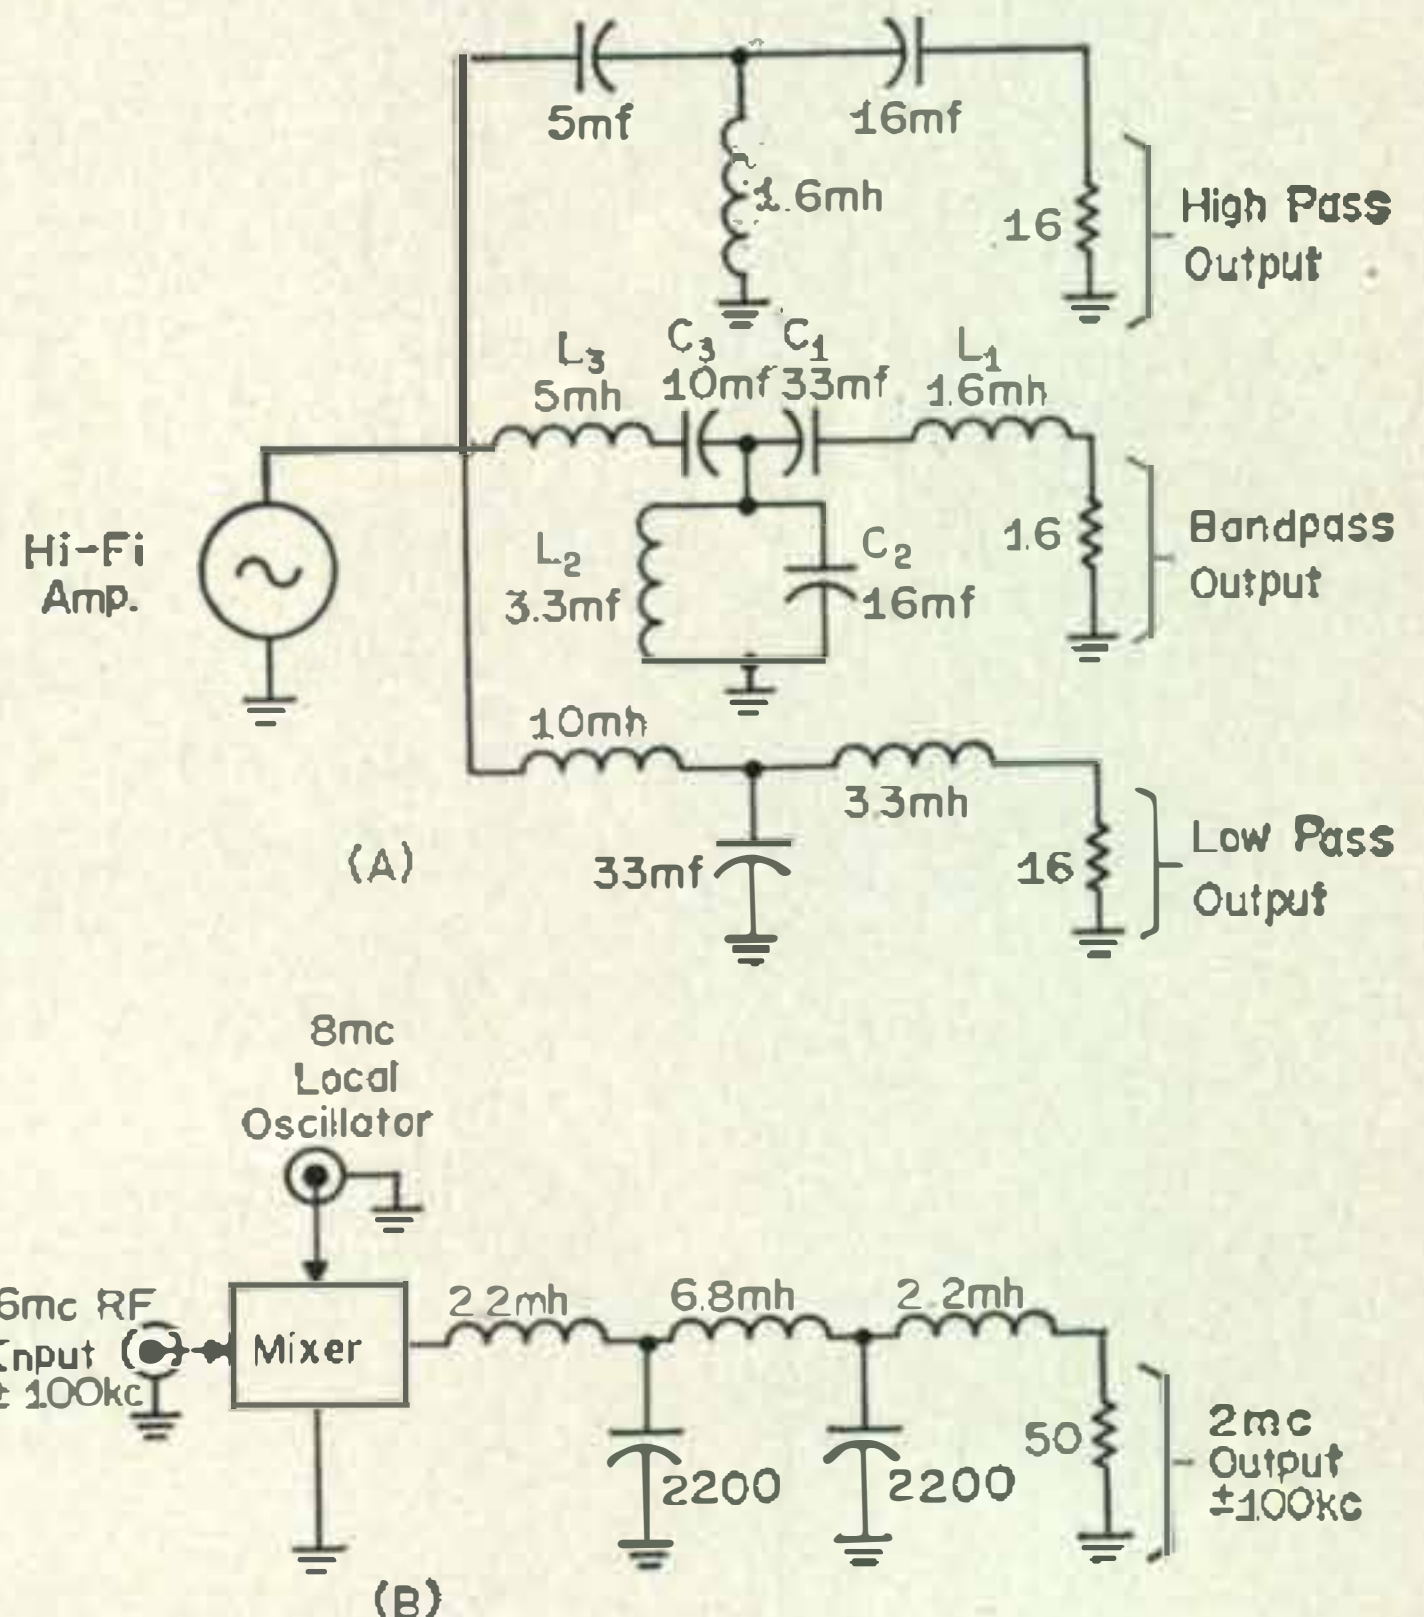 5mf
16mf
1.6mh
16
High Pass
Output
L3
5mh
C3
10mf
C1
33mf
L1
1.6mh
Hi-Fi
Amp.
L2
3.3mf
C2
16mf
16
Bandpass
Output
10mh
3.3mh
33mf
16
Low Pass
Output
(A)
8mc
Local
Oscillator
6mc RF
Input
± 100kc
Mixer
2.2mh
6.8mh
2.2mh
2200
2200
50
2mc
Output
±100kc
(B)